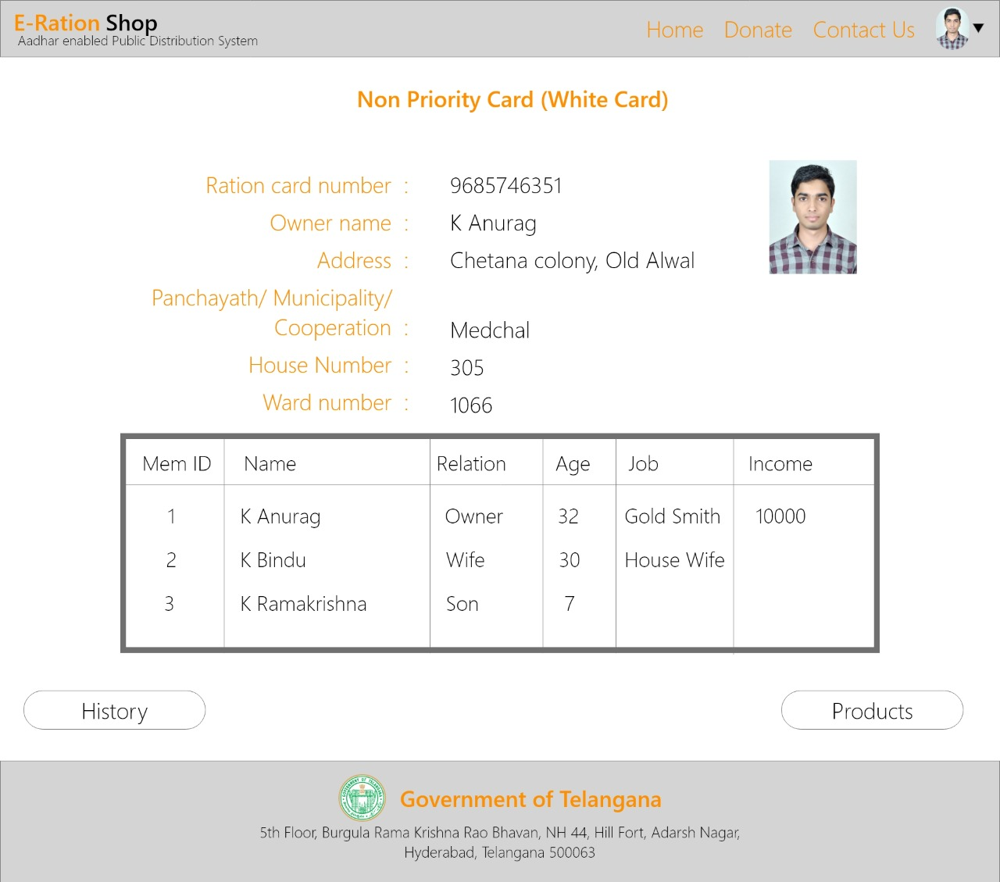 E-Ration Shop
Aadhar enabled Public Distribution System
Home Donate Contact Us
Non Priority Card (White Card)
Ration card number : 9685746351
Owner name : K Anurag
Address : Chetana colony, Old Alwal
Panchayath/ Municipality/
Cooperation : Medchal
House Number : 305
Ward number : 1066
Mem ID Name Relation Age Job Income
1 K Anurag Owner 32 Gold Smith 10000
2 K Bindu Wife 30 House Wife
3 K Ramakrishna Son 7
History Products
GOVERNMENT OF TELANGANA
Government of Telangana
5th Floor, Burgula Rama Krishna Rao Bhavan, NH 44, Hill Fort, Adarsh Nagar,
Hyderabad, Telangana 500063